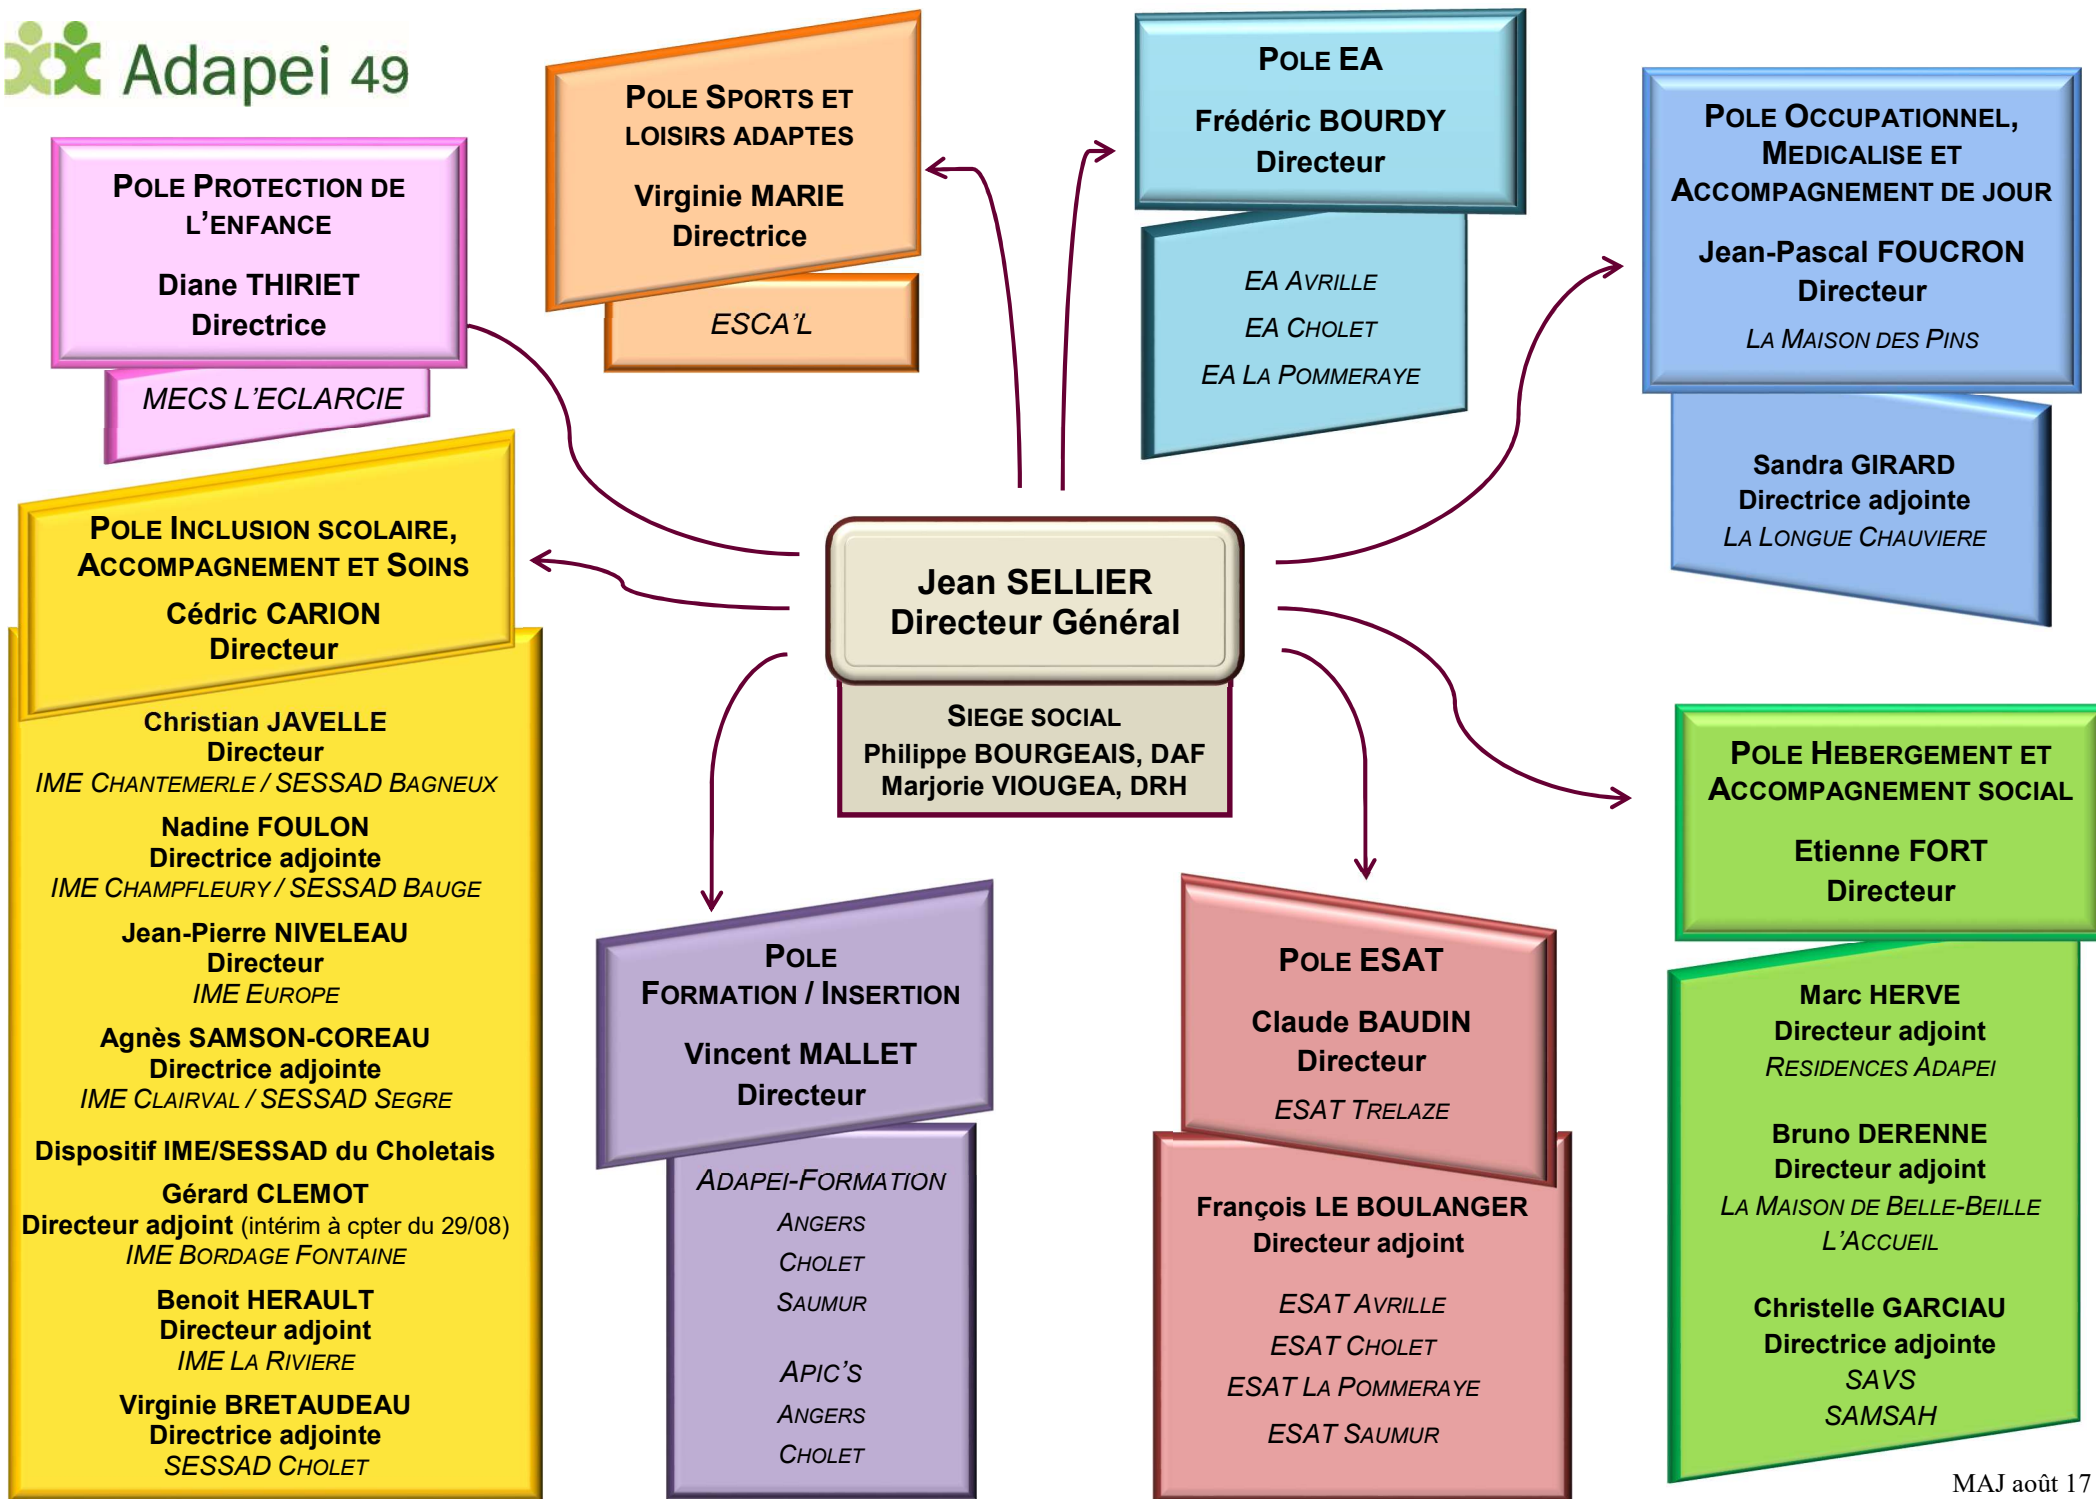 Adapei 49
POLE PROTECTION DE
L'ENFANCE
Diane THIRIET
Directrice
MECS L'ECLARCIE
POLE SPORTS ET
LOISIRS ADAPTES
Virginie MARIE
Directrice
ESCA'L
POLE EA
Frédéric BOURDY
Directeur
EA AVRILLE
EA CHOLET
EA LA POMMERAYE
POLE OCCUPATIONNEL,
MEDICALISE ET
ACCOMPAGNEMENT DE JOUR
Jean-Pascal FOUCRON
Directeur
LA MAISON DES PINS
Sandra GIRARD
Directrice adjointe
LA LONGUE CHAUVIERE
POLE INCLUSION SCOLAIRE,
ACCOMPAGNEMENT ET SOINS
Cédric CARION
Directeur
Christian JAVELLE
Directeur
IME CHANTEMERLE / SESSAD BAGNEUX
Nadine FOULON
Directrice adjointe
IME CHAMPFLEURY / SESSAD BAUGE
Jean-Pierre NIVELEAU
Directeur
IME EUROPE
Agnès SAMSON-COREAU
Directrice adjointe
IME CLAIRVAL / SESSAD SEGRE
Dispositif IME/SESSAD du Choletais
Gérard CLEMOT
Directeur adjoint (intérim à cpter du 29/08)
IME BORDAGE FONTAINE
Benoit HERAULT
Directeur adjoint
IME LA RIVIERE
Virginie BRETAUDEAU
Directrice adjointe
SESSAD CHOLET
Jean SELLIER
Directeur Général
SIEGE SOCIAL
Philippe BOURGEAIS, DAF
Marjorie VIOUGEA, DRH
POLE
FORMATION / INSERTION
Vincent MALLET
Directeur
ADAPEI-FORMATION
ANGERS
CHOLET
SAUMUR
APIC'S
ANGERS
CHOLET
POLE ESAT
Claude BAUDIN
Directeur
ESAT TRELAZE
François LE BOULANGER
Directeur adjoint
ESAT AVRILLE
ESAT CHOLET
ESAT LA POMMERAYE
ESAT SAUMUR
POLE HEBERGEMENT ET
ACCOMPAGNEMENT SOCIAL
Etienne FORT
Directeur
Marc HERVE
Directeur adjoint
RESIDENCES ADAPEI
Bruno DERENNE
Directeur adjoint
LA MAISON DE BELLE-BEILLE
L'ACCUEIL
Christelle GARCIAU
Directrice adjointe
SAVS
SAMSAH
MAJ août 17